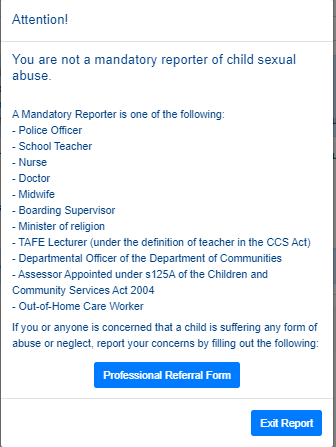 Attention!
You are not a mandatory reporter of child sexual
abuse.
A Mandatory Reporter is one of the following:
- Police Officer
- School Teacher
- Nurse
- Doctor
- Midwife
- Boarding Supervisor
- Minister of religion
- TAFE Lecturer (under the definition of teacher in the CCS Act)
- Departmental Officer of the Department of Communities
- Assessor Appointed under s125A of the Children and
Community Services Act 2004
- Out-of-Home Care Worker
If you or anyone is concerned that a child is suffering any form of
abuse or neglect, report your concerns by filling out the following:
Professional Referral Form
Exit Report